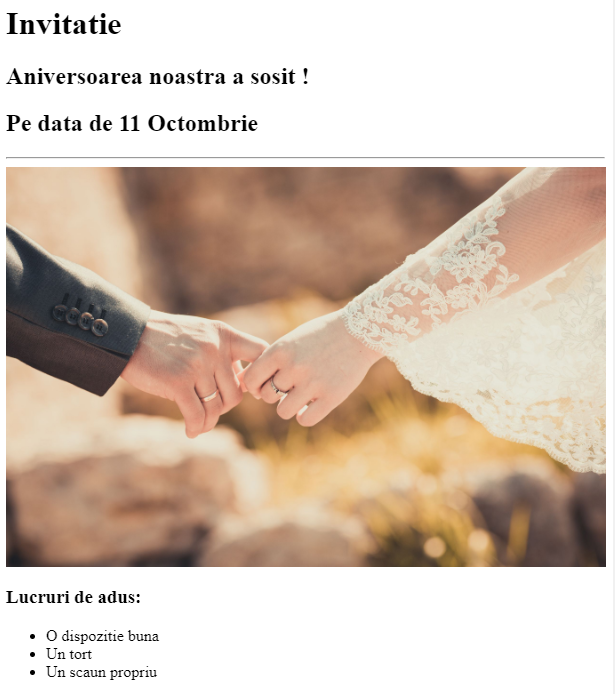 Invitatie
Aniversoarea noastra a sosit !
Pe data de 11 Octombrie
Lucruri de adus:
O dispozitie buna
Un tort
Un scaun propriu